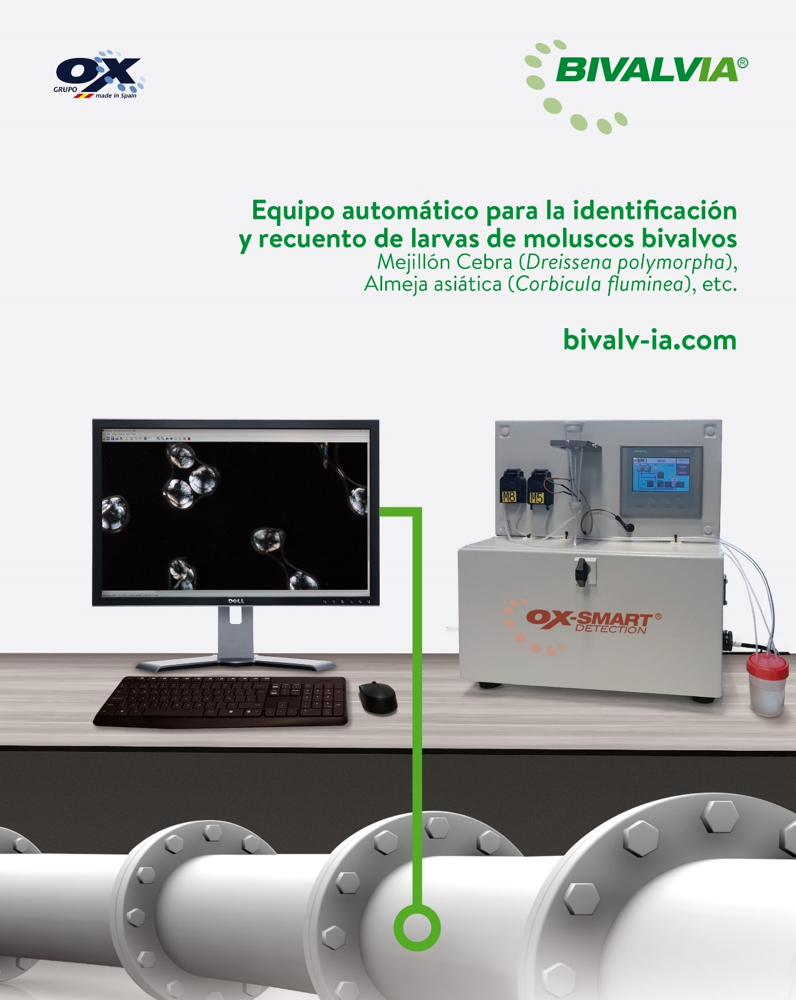 OX
GRUPO
made in Spain
BIVALVIA®
Equipo automático para la identificación
y recuento de larvas de moluscos bivalvos
Mejillón Cebra (Dreissena polymorpha),
Almeja asiática (Corbicula fluminea), etc.
bivalv-ia.com
SIEMENS
OX
M8
M5
DELL
OX-SMART®
DETECTION